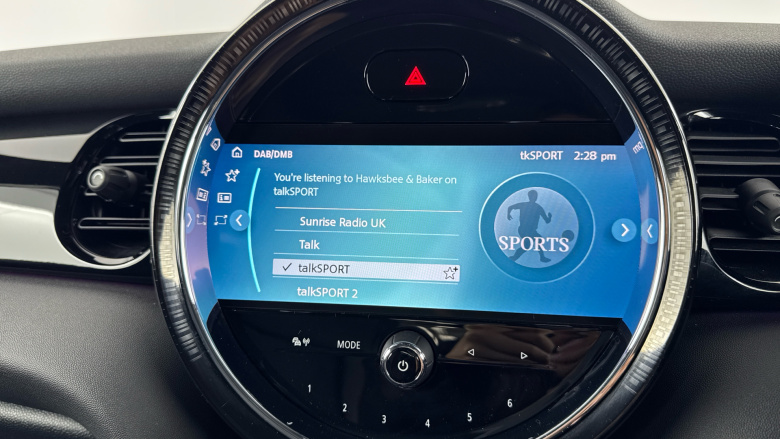 DAB/DMB
tkSPORT 2:28 pm
You're listening to Hawksbee & Baker on
talkSPORT
Sunrise Radio UK
Talk
talkSPORT
talkSPORT 2
SPORTS
MODE
1
2
3
4
5
6